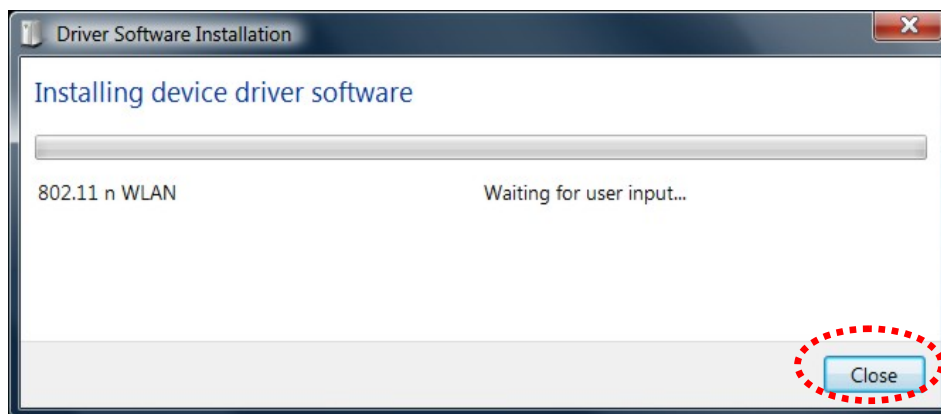 Driver Software Installation
Installing device driver software
802.11 n WLAN Waiting for user input...
Close